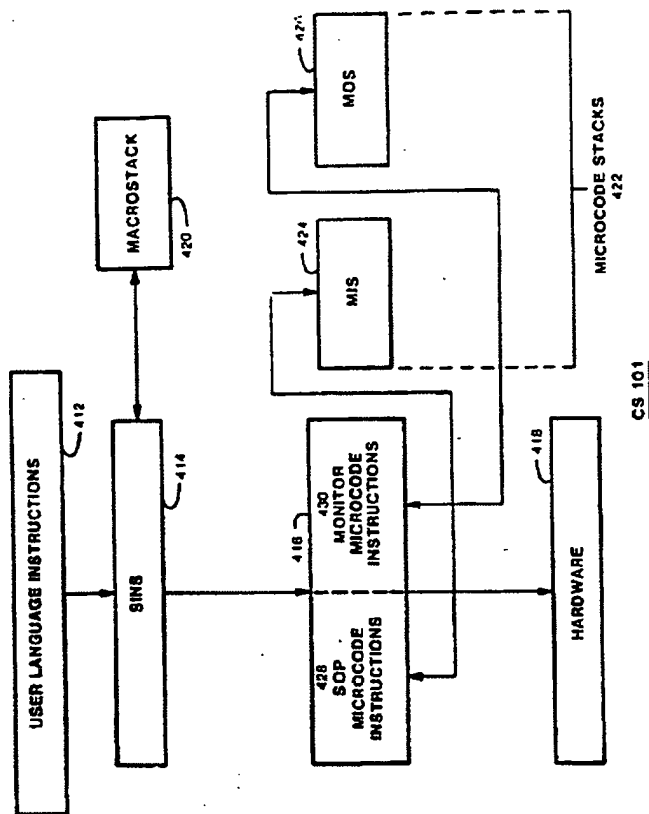 USER LANGUAGE INSTRUCTIONS
412
SINS
414
MACROSTACK
420
416
428
SOP
MICROCODE
INSTRUCTIONS
430
MONITOR
MICROCODE
INSTRUCTIONS
MIS
424
MOS
MICROCODE STACKS
422
HARDWARE
418
CS 101